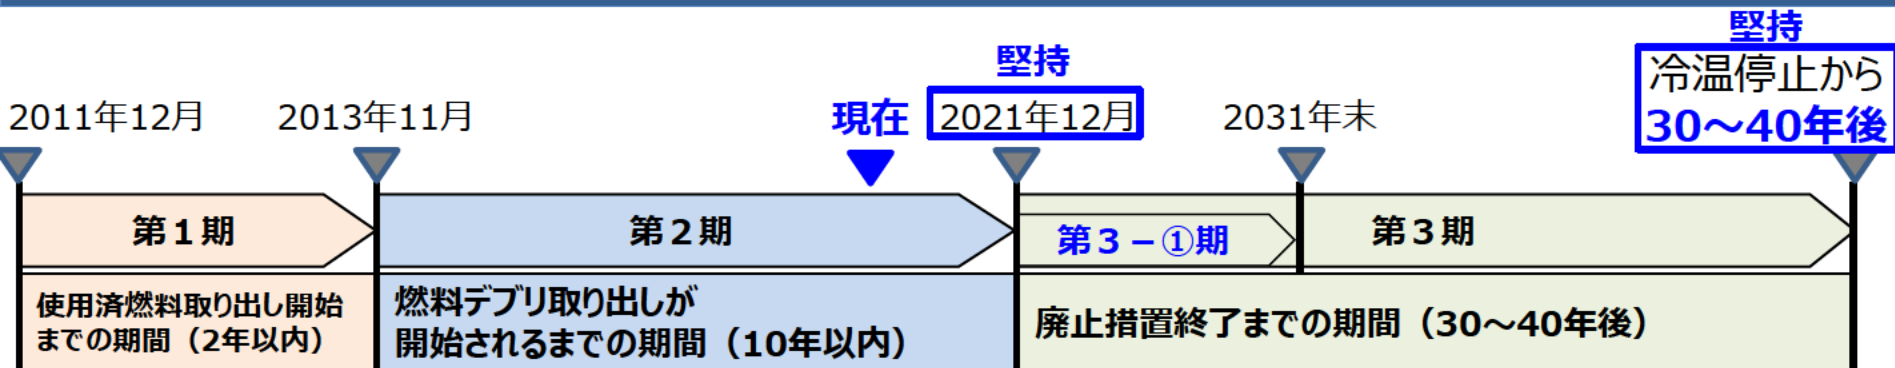 堅持
堅持
冷温停止から
30～40年後
2011年12月
2013年11月
現在
2021年12月
2031年末
第１期
第２期
第３－①期
第３期
使用済燃料取り出し開始
までの期間（2年以内）
燃料デブリ取り出しが
開始されるまでの期間（10年以内）
廃止措置終了までの期間（30～40年後）